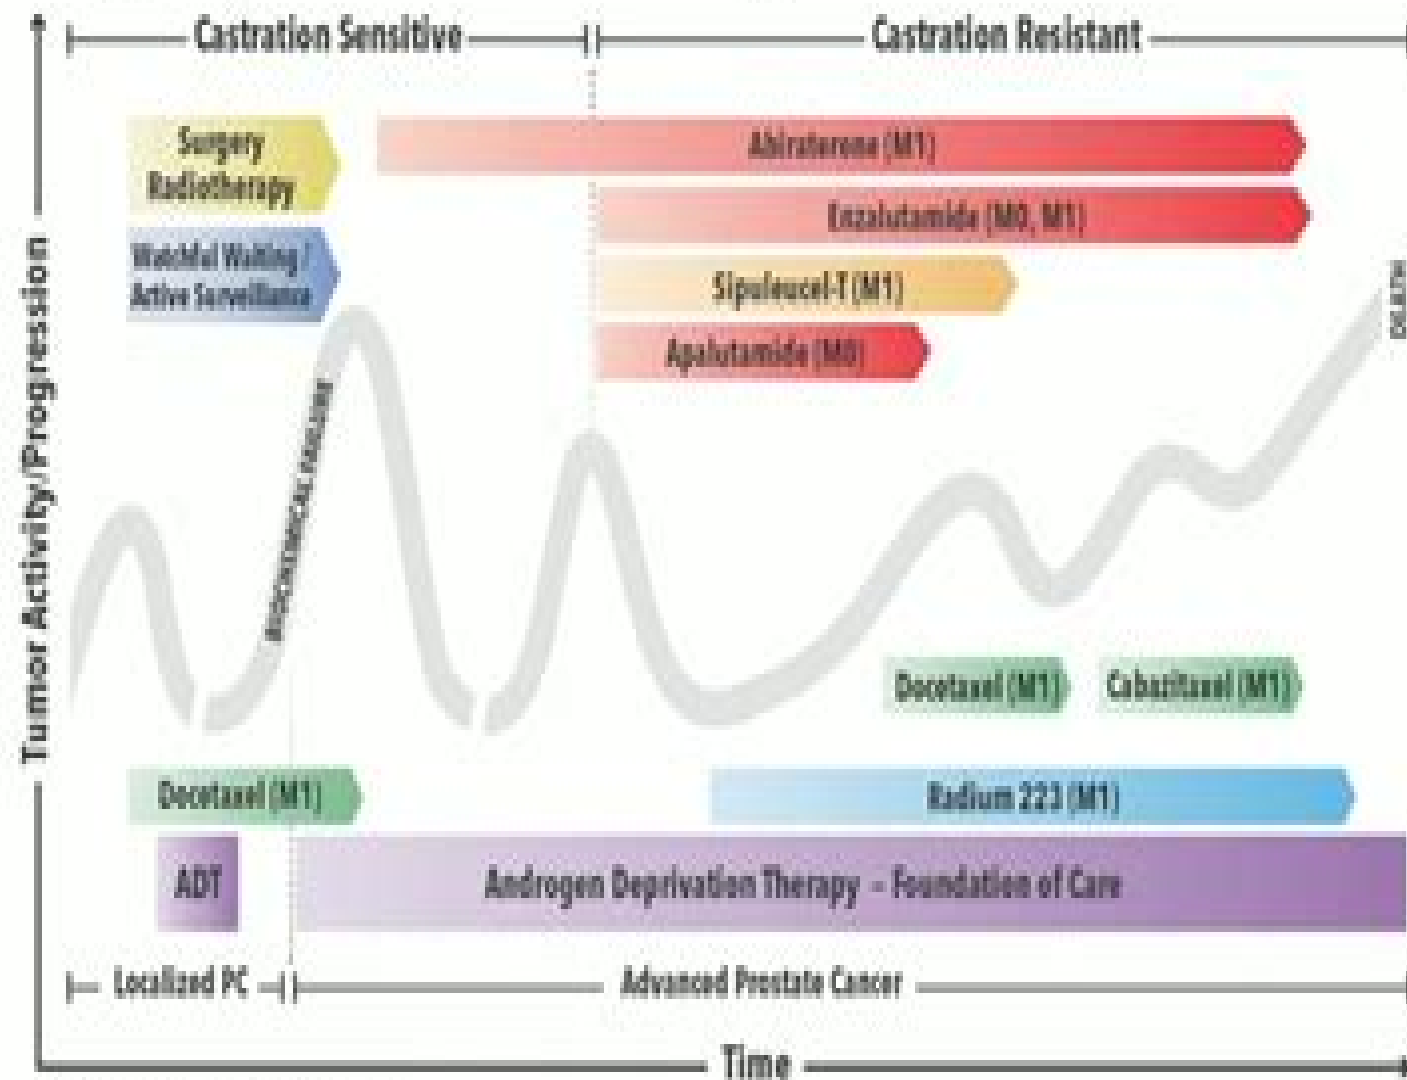 Castration Sensitive
Castration Resistant
Surgery
Radiotherapy
Abiraterone (M1)
Enzalutamide (M0, M1)
Watchful Waiting /
Active Surveillance
Sipuleucel-T (M1)
Apalutamide (M0)
DEATH
BIOCHEMICAL FAILURE
Tumor Activity/Progression
Docetaxel (M1)
Cabazitaxel (M1)
Docetaxel (M1)
Radium 223 (M1)
ADT
Androgen Deprivation Therapy – Foundation of Care
Localized PC
Advanced Prostate Cancer
Time